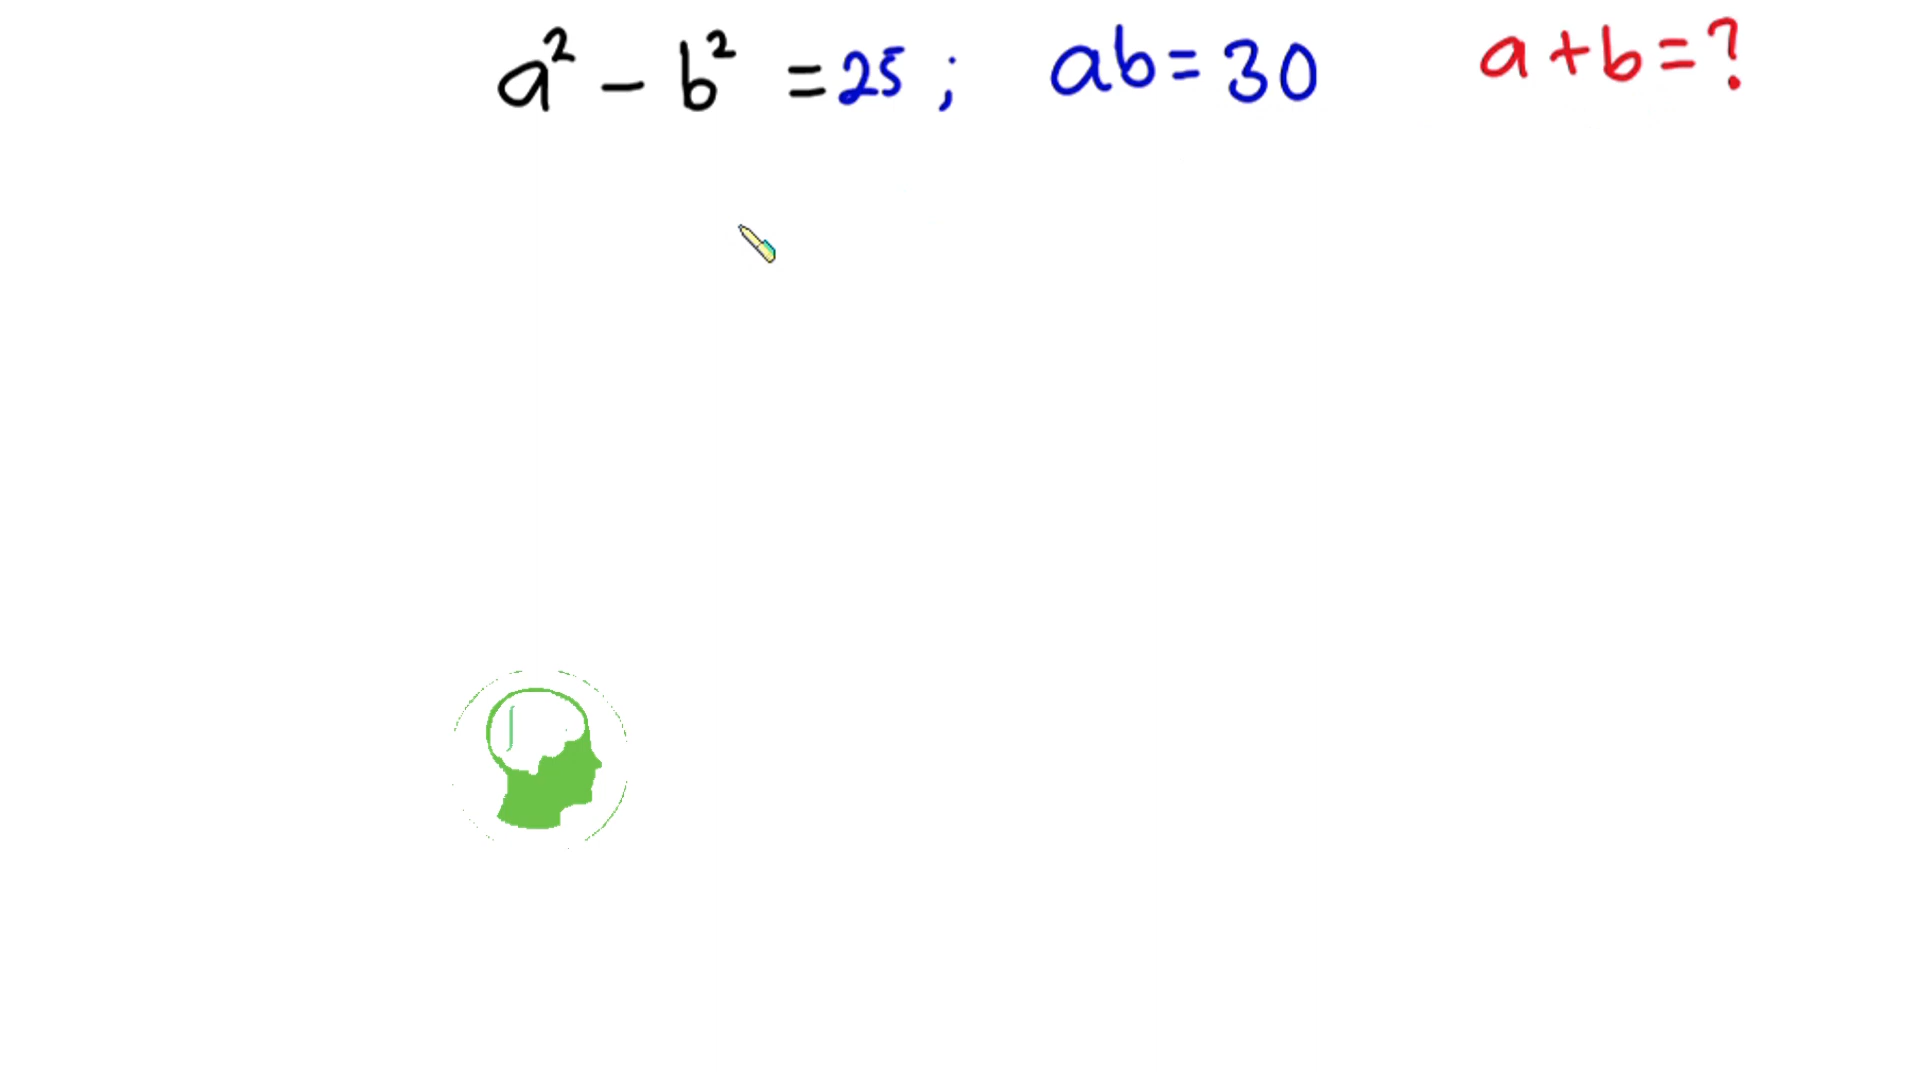 a² - b² = 25 ; ab = 30 a + b = ?